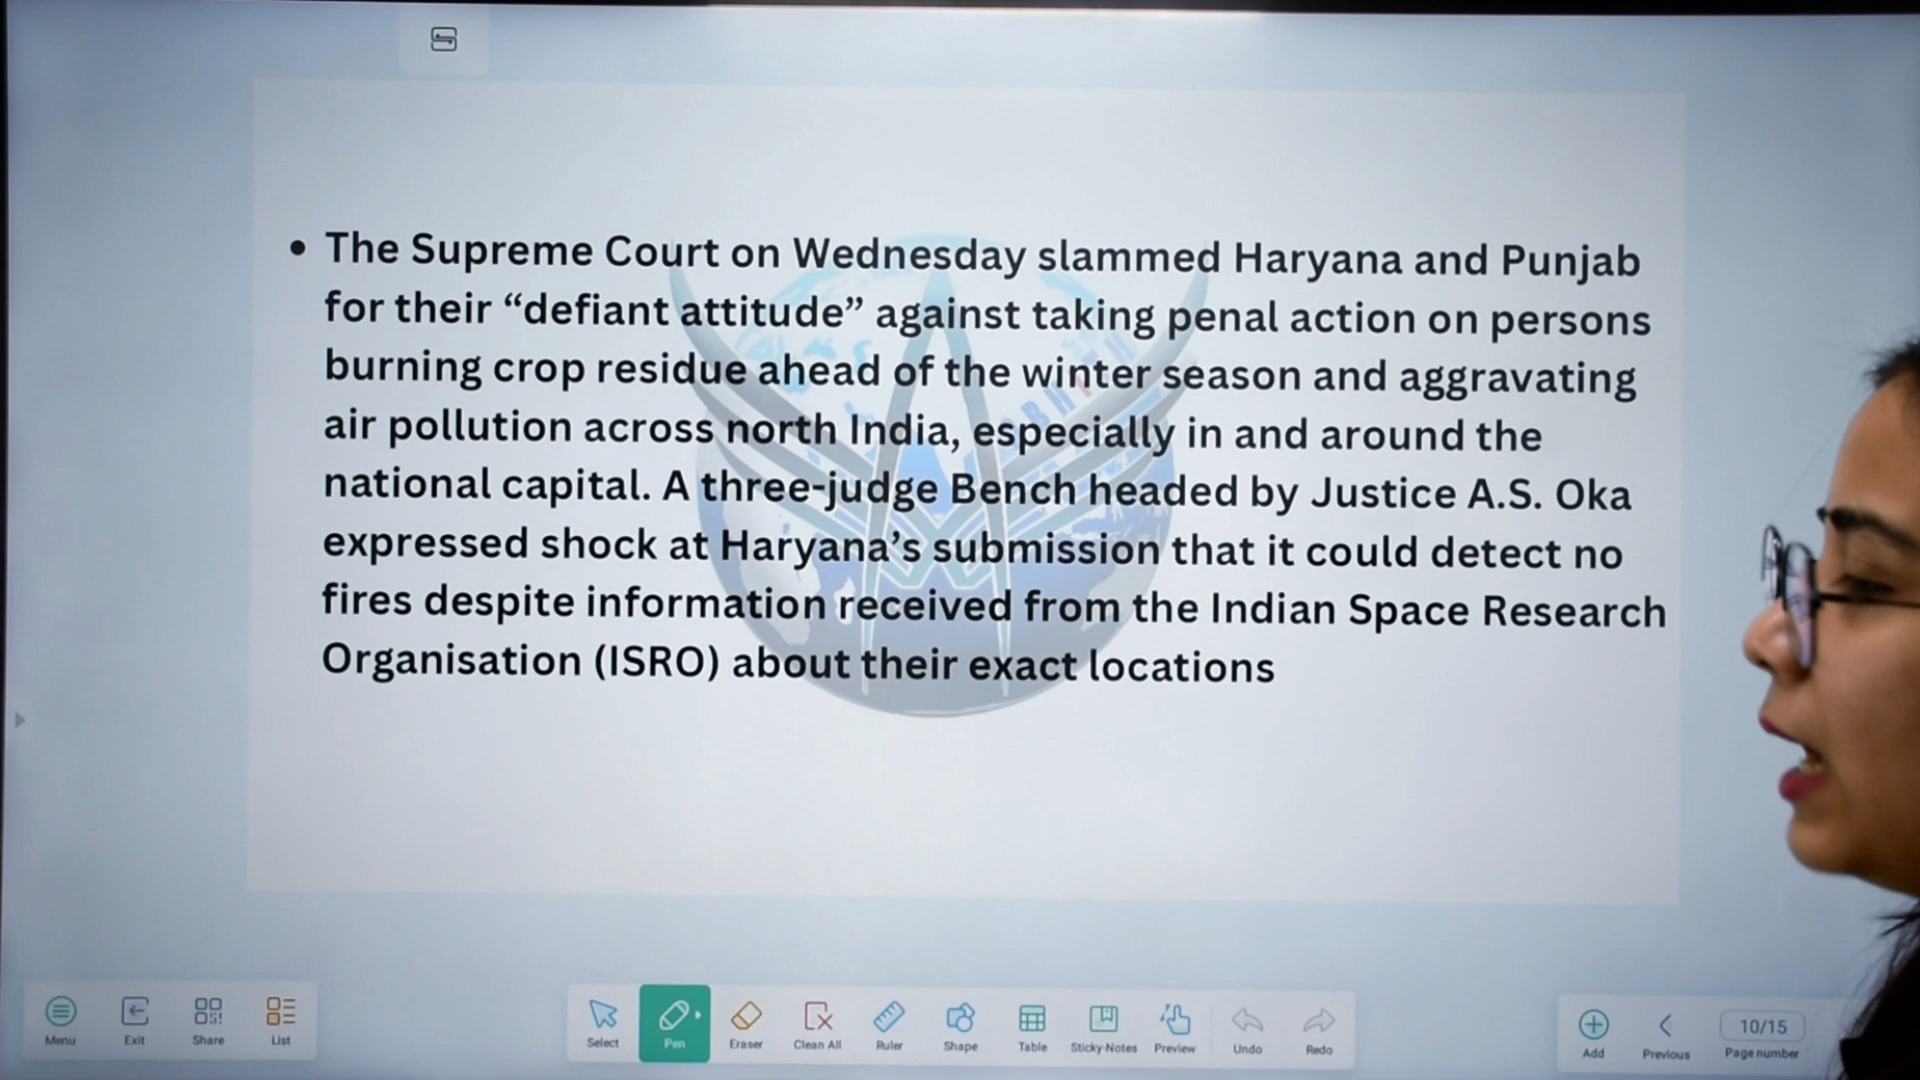 • The Supreme Court on Wednesday slammed Haryana and Punjab
for their “defiant attitude” against taking penal action on persons
burning crop residue ahead of the winter season and aggravating
air pollution across north India, especially in and around the
national capital. A three-judge Bench headed by Justice A.S. Oka
expressed shock at Haryana’s submission that it could detect no
fires despite information received from the Indian Space Research
Organisation (ISRO) about their exact locations
Menu Exit Share List
Select Pen Eraser Clean All Ruler Shape Table Sticky-Notes Preview Undo Redo
Add Previous 10/15 Page number